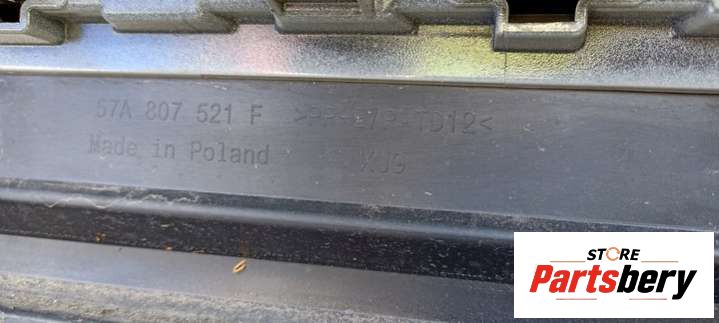 57A 807 521 F
Made in Poland
STORE
Partsbery